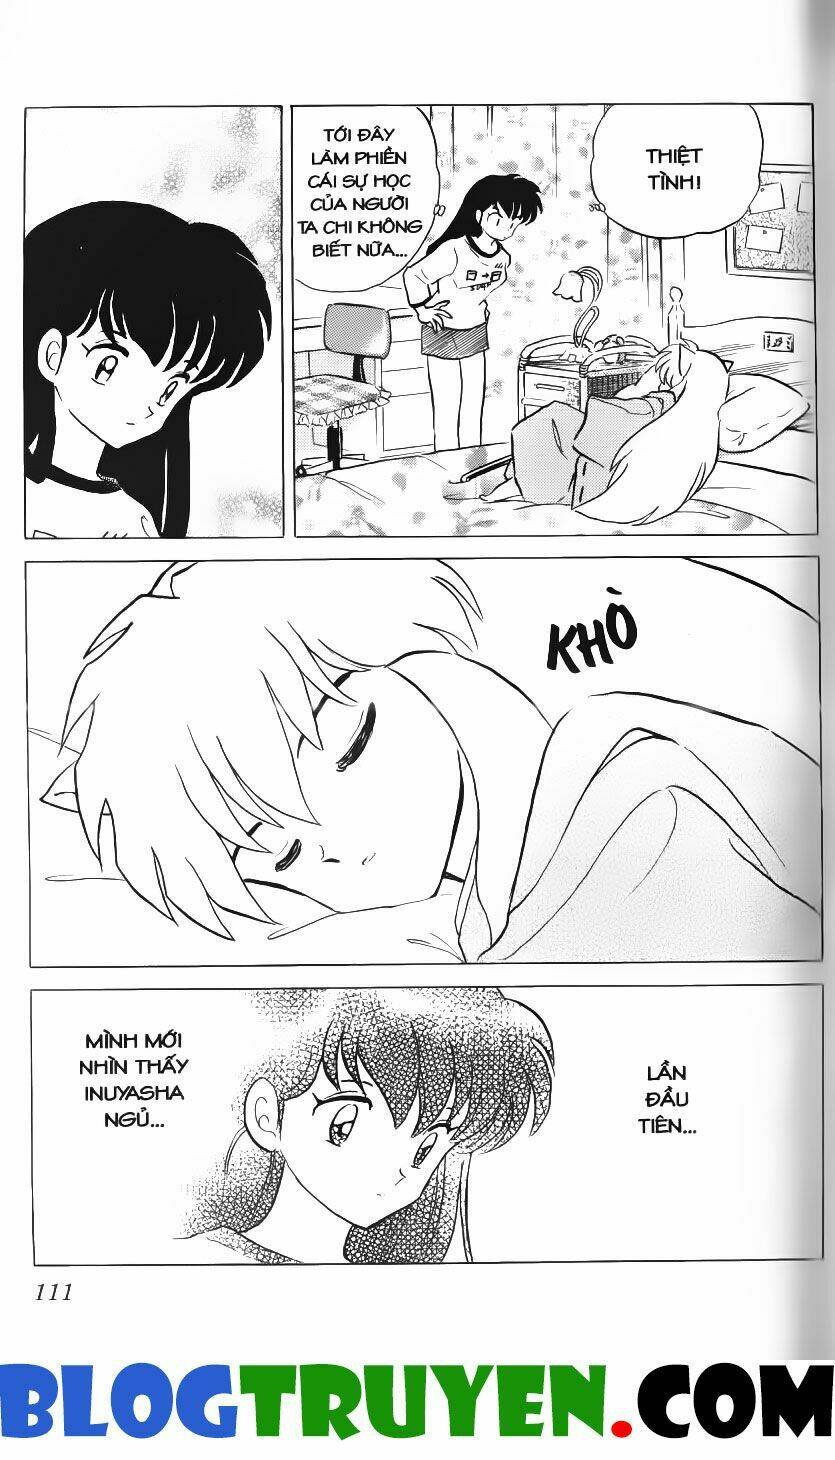 THIỆT
TÌNH!
TỚI ĐÂY
LÀM PHIỀN
CÁI SỰ HỌC
CỦA NGƯỜI
TA CHI KHÔNG
BIẾT NỮA...
KHÒ
LẦN
ĐẦU
TIÊN...
MÌNH MỚI
NHÌN THẤY
INUYASHA
NGỦ...
111
BLOGTRUYEN.COM